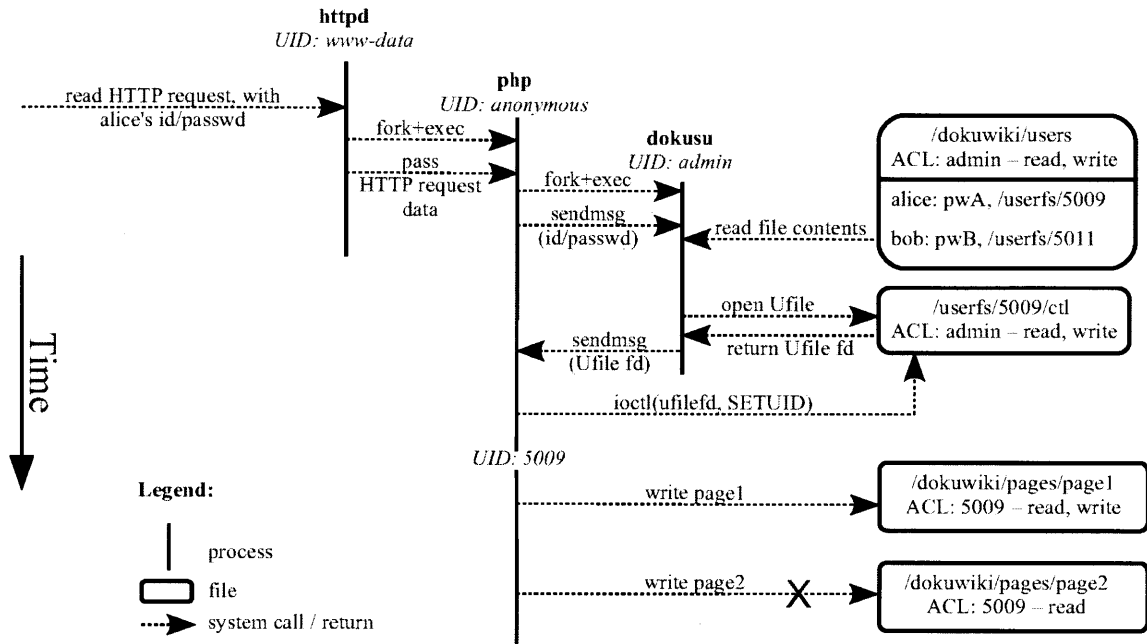 httpd
UID: www-data
read HTTP request, with
alice's id/passwd
php
UID: anonymous
fork+exec
pass
HTTP request
data
dokusu
UID: admin
fork+exec
sendmsg
(id/passwd)
read file contents
/dokuwiki/users
ACL: admin – read, write
alice: pwA, /userfs/5009
bob: pwB, /userfs/5011
open Ufile
return Ufile fd
/userfs/5009/ctl
ACL: admin – read, write
sendmsg
(Ufile fd)
ioctl(ufilefd, SETUID)
Time
UID: 5009
write page1
/dokuwiki/pages/page1
ACL: 5009 – read, write
write page2
X
/dokuwiki/pages/page2
ACL: 5009 – read
Legend:
process
file
system call / return